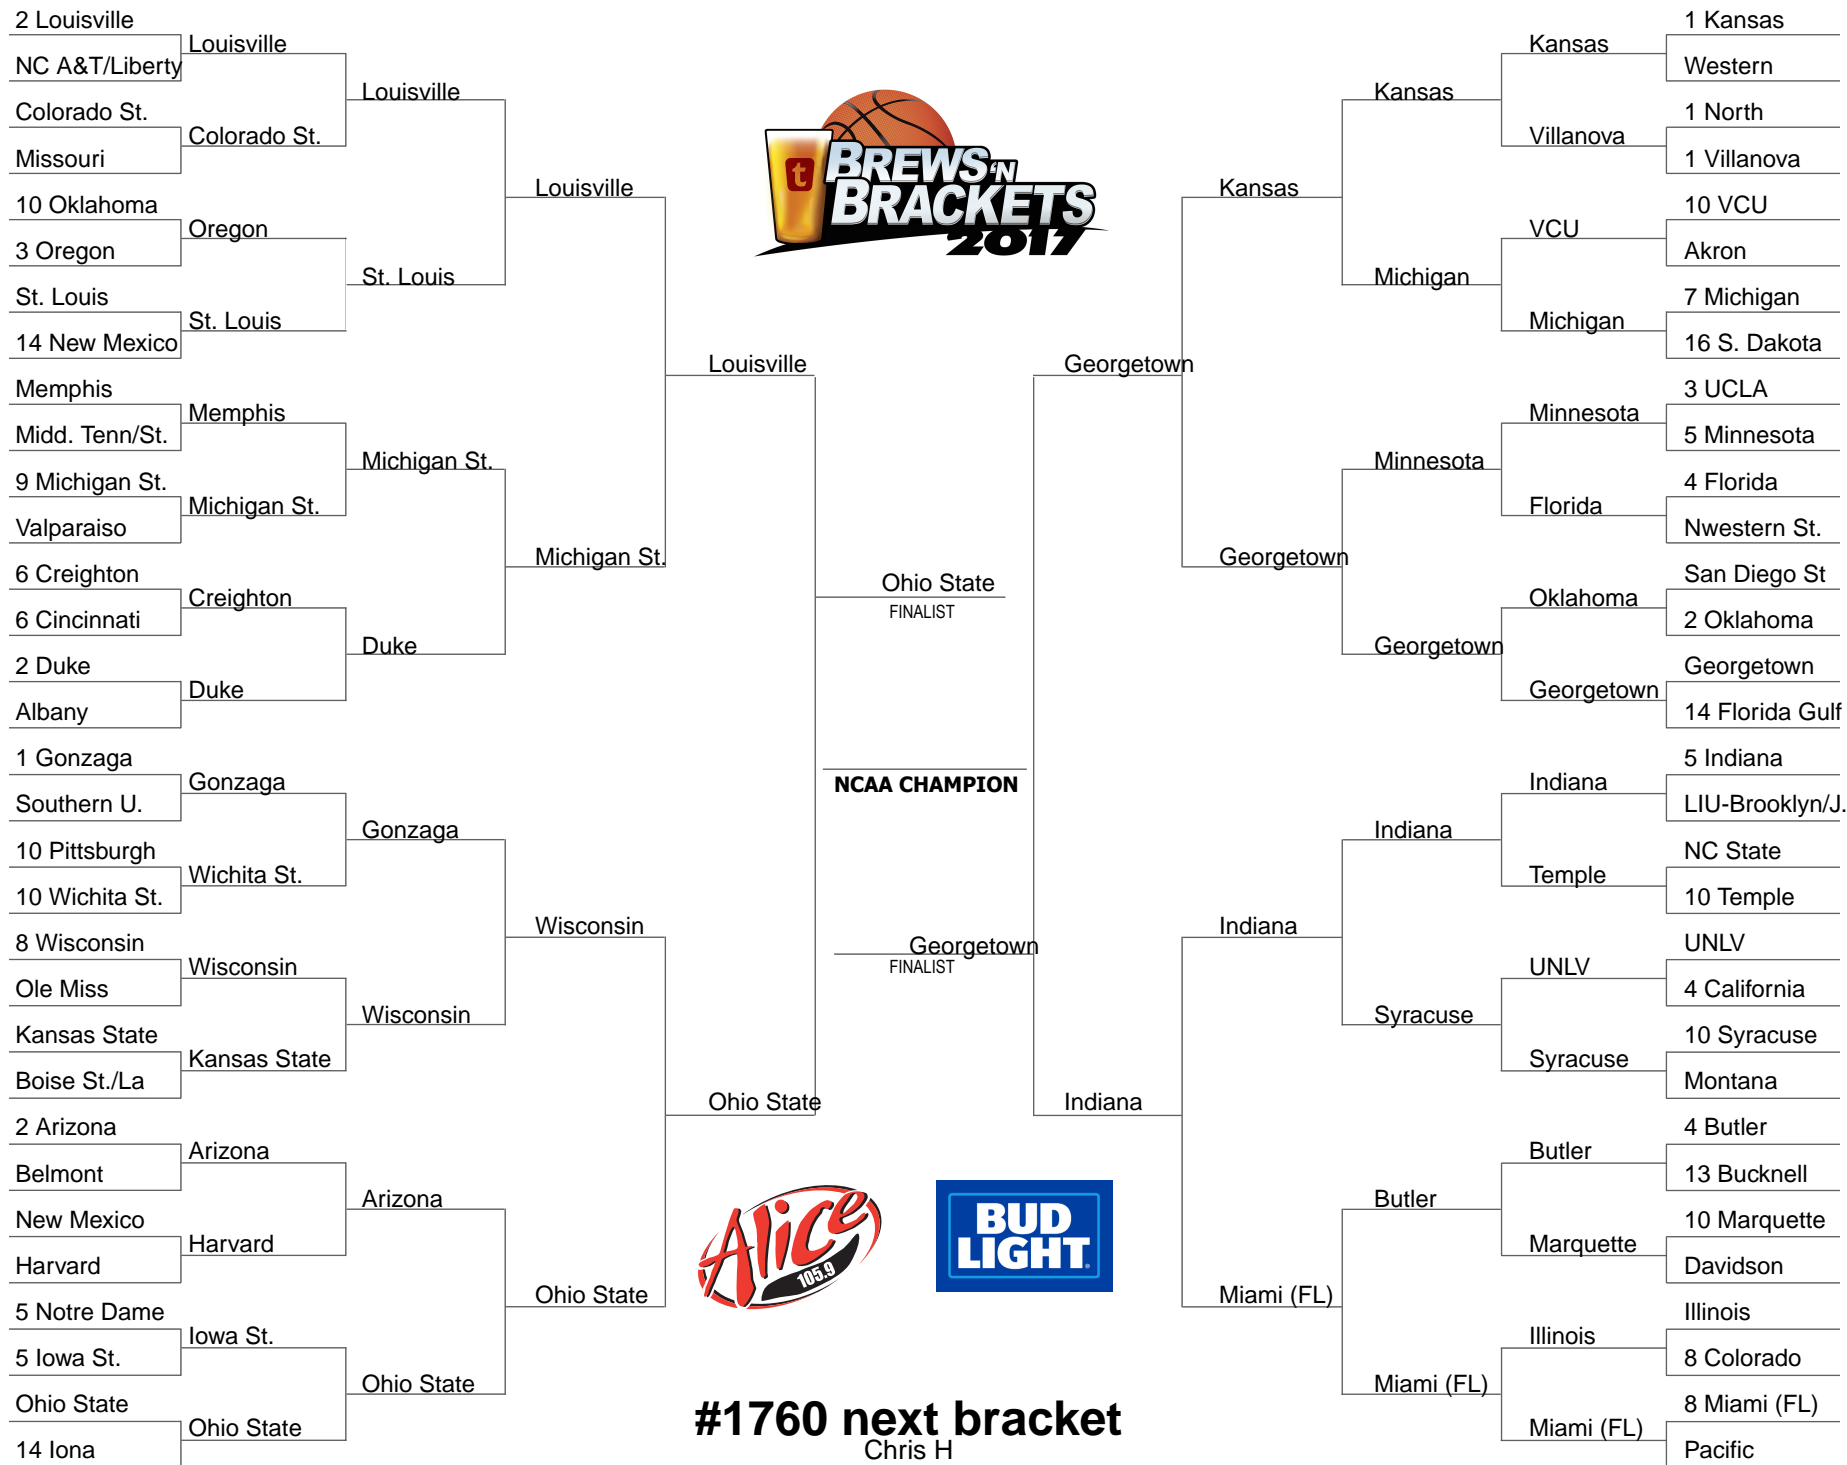 2 Louisville
NC A&T/Liberty
Colorado St.
Missouri
10 Oklahoma
3 Oregon
St. Louis
14 New Mexico
Memphis
Midd. Tenn/St.
9 Michigan St.
Valparaiso
6 Creighton
6 Cincinnati
2 Duke
Albany
1 Gonzaga
Southern U.
10 Pittsburgh
10 Wichita St.
8 Wisconsin
Ole Miss
Kansas State
Boise St./La
2 Arizona
Belmont
New Mexico
Harvard
5 Notre Dame
5 Iowa St.
Ohio State
14 Iona
Louisville
Colorado St.
Oregon
St. Louis
Memphis
Michigan St.
Creighton
Duke
Gonzaga
Wichita St.
Wisconsin
Kansas State
Arizona
Harvard
Iowa St.
Ohio State
Louisville
St. Louis
Michigan St.
Duke
Gonzaga
Wisconsin
Arizona
Ohio State
Louisville
Michigan St.
Wisconsin
Ohio State
Louisville
Ohio State
t
BREWS 'N
BRACKETS
2017
Ohio State
FINALIST
NCAA CHAMPION
Georgetown
FINALIST
Alice
105.9
BUD
LIGHT
#1760 next bracket
Chris H
Georgetown
Indiana
Kansas
Georgetown
Indiana
Miami (FL)
Kansas
Michigan
Minnesota
Georgetown
Indiana
Syracuse
Butler
Miami (FL)
Kansas
Villanova
VCU
Michigan
Minnesota
Florida
Oklahoma
Georgetown
Indiana
Temple
UNLV
Syracuse
Butler
Marquette
Illinois
Miami (FL)
1 Kansas
Western
1 North
1 Villanova
10 VCU
Akron
7 Michigan
16 S. Dakota
3 UCLA
5 Minnesota
4 Florida
Nwestern St.
San Diego St
2 Oklahoma
Georgetown
14 Florida Gulf
5 Indiana
LIU-Brooklyn/J.
NC State
10 Temple
UNLV
4 California
10 Syracuse
Montana
4 Butler
13 Bucknell
10 Marquette
Davidson
Illinois
8 Colorado
8 Miami (FL)
Pacific